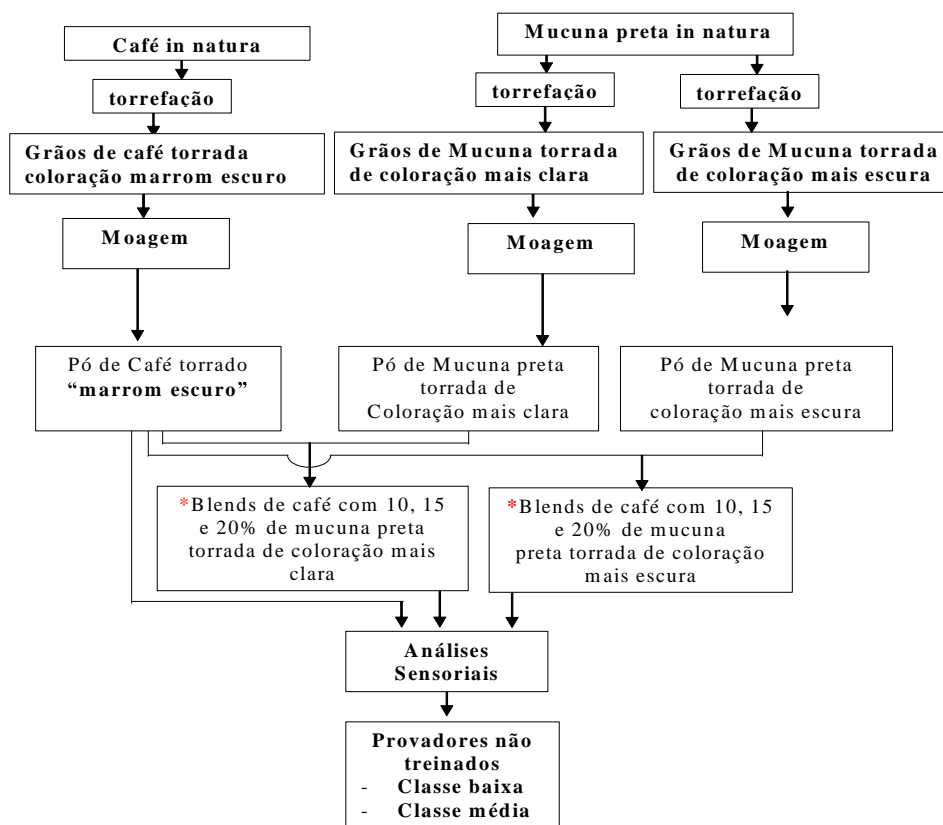 Café in natura
Mucuna preta in natura
torrefação
torrefação
torrefação
Grãos de café torrada
coloração marrom escuro
Grãos de Mucuna torrada
de coloração mais clara
Grãos de Mucuna torrada
de coloração mais escura
Moagem
Moagem
Moagem
Pó de Café torrado
“marrom escuro”
Pó de Mucuna preta
torrada de
Coloração mais clara
Pó de Mucuna preta
torrada de
coloração mais escura
*Blends de café com 10, 15
e 20% de mucuna preta
torrada de coloração mais
clara
*Blends de café com 10, 15
e 20% de mucuna
preta torrada de coloração
mais escura
Análises
Sensoriais
Provadores não
treinados
- Classe baixa
- Classe média